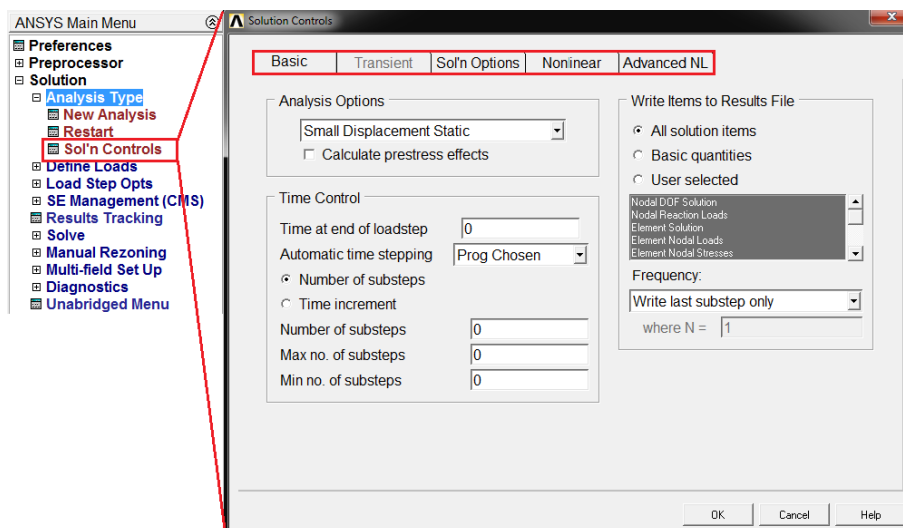 ANSYS Main Menu
Preferences
Preprocessor
Solution
Analysis Type
New Analysis
Restart
Sol'n Controls
Define Loads
Load Step Opts
SE Management (CMS)
Results Tracking
Solve
Manual Rezoning
Multi-field Set Up
Diagnostics
Unabridged Menu
Solution Controls
Basic
Transient
Sol'n Options
Noninear
Advanced NL
Analysis Options
Small Displacement Static
Calculate prestress effects
Time Control
Time at end of loadstep 0
Automatic time stepping Prog Chosen
Number of substeps
Time increment
Number of substeps 0
Max no. of substeps 0
Min no. of substeps 0
Write Items to Results File
All solution items
Basic quantities
User selected
Nodal DOF Solution
Nodal Reaction Loads
Element Solution
Element Nodal Loads
Element Nodal Stresses
Frequency:
Write last substep only
where N = 1
OK
Cancel
Help